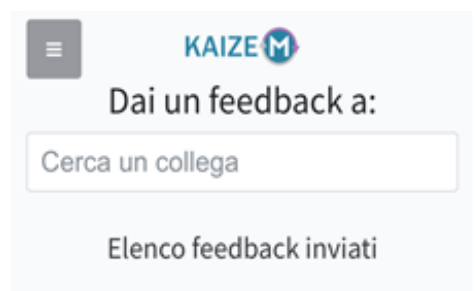 KAIZEM
Dai un feedback a:
Cerca un collega
Elenco feedback inviati